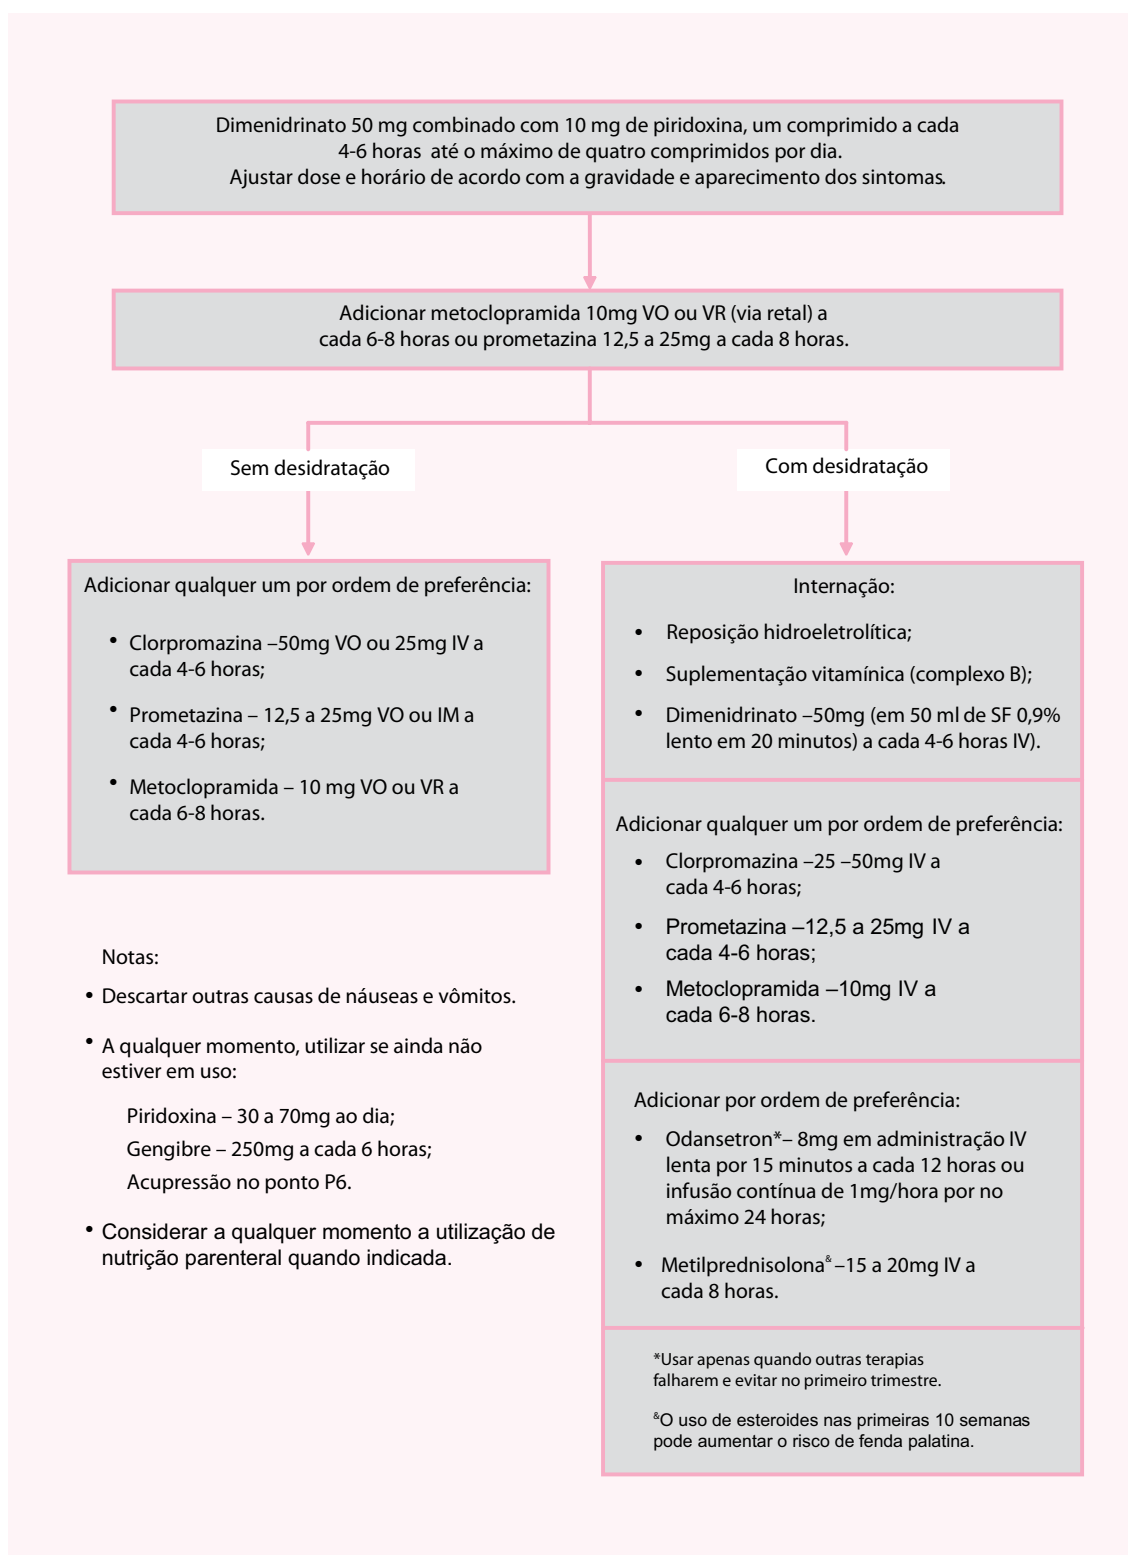 Dimenidrinato 50 mg combinado com 10 mg de piridoxina, um comprimido a cada
4-6 horas até o máximo de quatro comprimidos por dia.
Ajustar dose e horário de acordo com a gravidade e aparecimento dos sintomas.
Adicionar metoclopramida 10mg VO ou VR (via retal) a
cada 6-8 horas ou prometazina 12,5 a 25mg a cada 8 horas.
Sem desidratação
Com desidratação
Adicionar qualquer um por ordem de preferência:
• Clorpromazina –50mg VO ou 25mg IV a
cada 4-6 horas;
• Prometazina – 12,5 a 25mg VO ou IM a
cada 4-6 horas;
• Metoclopramida – 10 mg VO ou VR a
cada 6-8 horas.
Notas:
• Descartar outras causas de náuseas e vômitos.
• A qualquer momento, utilizar se ainda não
estiver em uso:
Piridoxina – 30 a 70mg ao dia;
Gengibre – 250mg a cada 6 horas;
Acupressão no ponto P6.
• Considerar a qualquer momento a utilização de
nutrição parenteral quando indicada.
Internação:
• Reposição hidroeletrolítica;
• Suplementação vitamínica (complexo B);
• Dimenidrinato –50mg (em 50 ml de SF 0,9%
lento em 20 minutos) a cada 4-6 horas IV).
Adicionar qualquer um por ordem de preferência:
• Clorpromazina –25 –50mg IV a
cada 4-6 horas;
• Prometazina –12,5 a 25mg IV a
cada 4-6 horas;
• Metoclopramida –10mg IV a
cada 6-8 horas.
Adicionar por ordem de preferência:
• Odansetron*– 8mg em administração IV
lenta por 15 minutos a cada 12 horas ou
infusão contínua de 1mg/hora por no
máximo 24 horas;
• Metilprednisolona& –15 a 20mg IV a
cada 8 horas.
*Usar apenas quando outras terapias
falharem e evitar no primeiro trimestre.
&O uso de esteroides nas primeiras 10 semanas
pode aumentar o risco de fenda palatina.